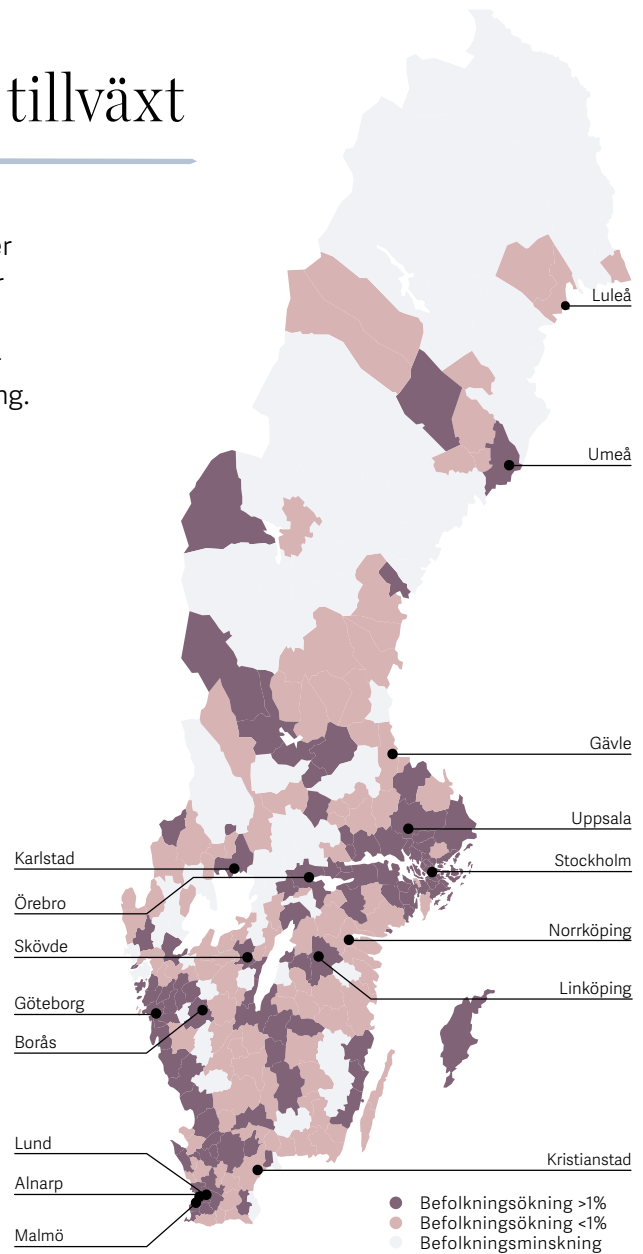 tillväxt
er
r
ng.
Luleå
Umeå
Gävle
Uppsala
Stockholm
Karlstad
Örebro
Skövde
Norrköping
Linköping
Göteborg
Borås
Lund
Alnarp
Malmö
Kristianstad
Befolkningsökning >1%
Befolkningsökning <1%
Befolkningsminskning